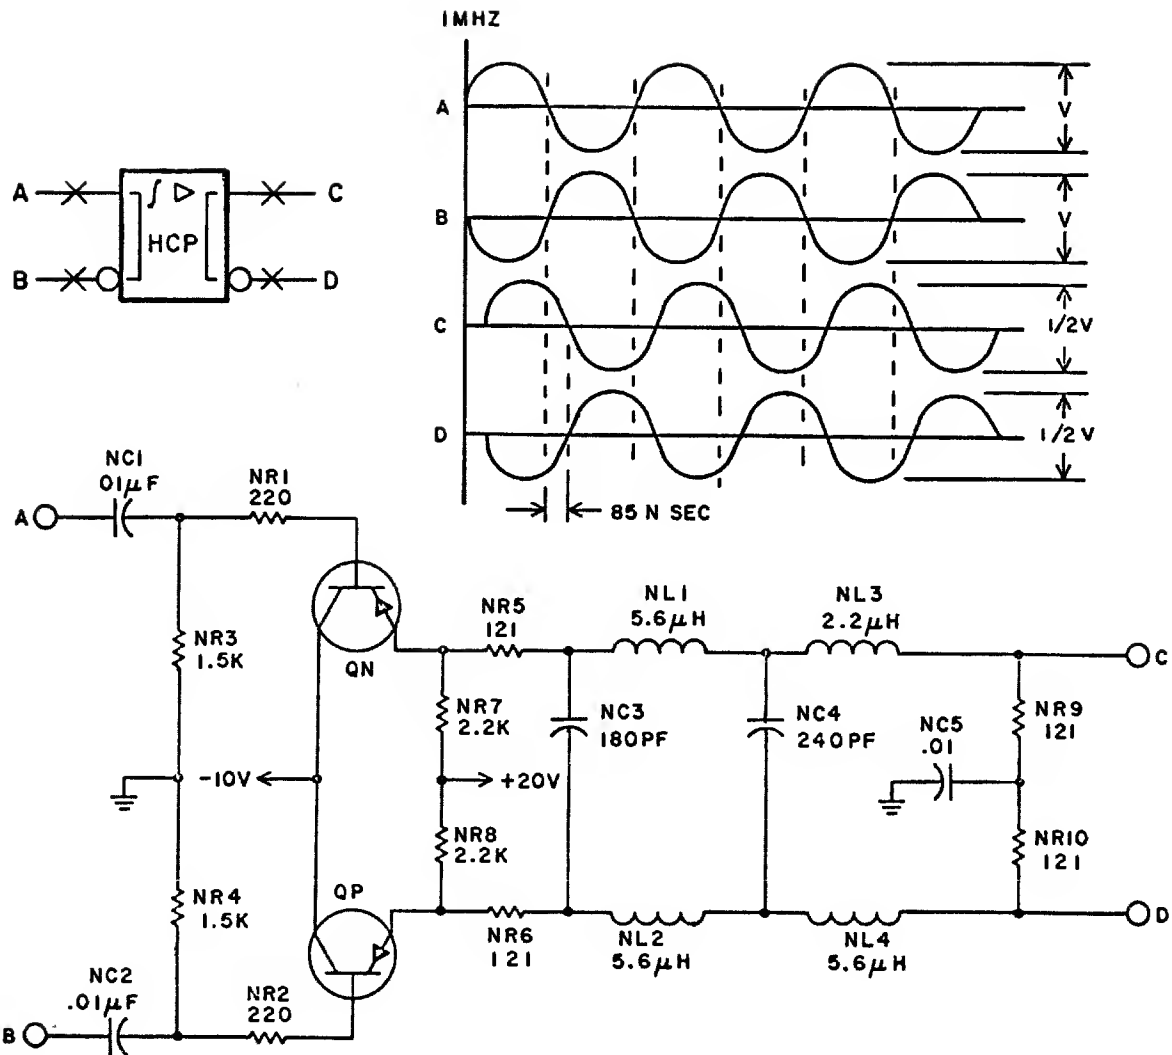 1MHZ
A
V
B
V
C
1/2V
D
1/2 V
85 N SEC
A
C
∫ ▷
HCP
B
D
NC1
.01µF
NR1
220
A
QN
NR3
1.5K
NR5
121
NL1
5.6µH
NL3
2.2µH
C
NR7
2.2K
NC3
180PF
NC4
240PF
NC5
.01
NR9
121
-10V
+20V
NR8
2.2K
NR10
121
NR4
1.5K
QP
NR6
121
NL2
5.6µH
NL4
5.6µH
D
NC2
.01µF
NR2
220
B